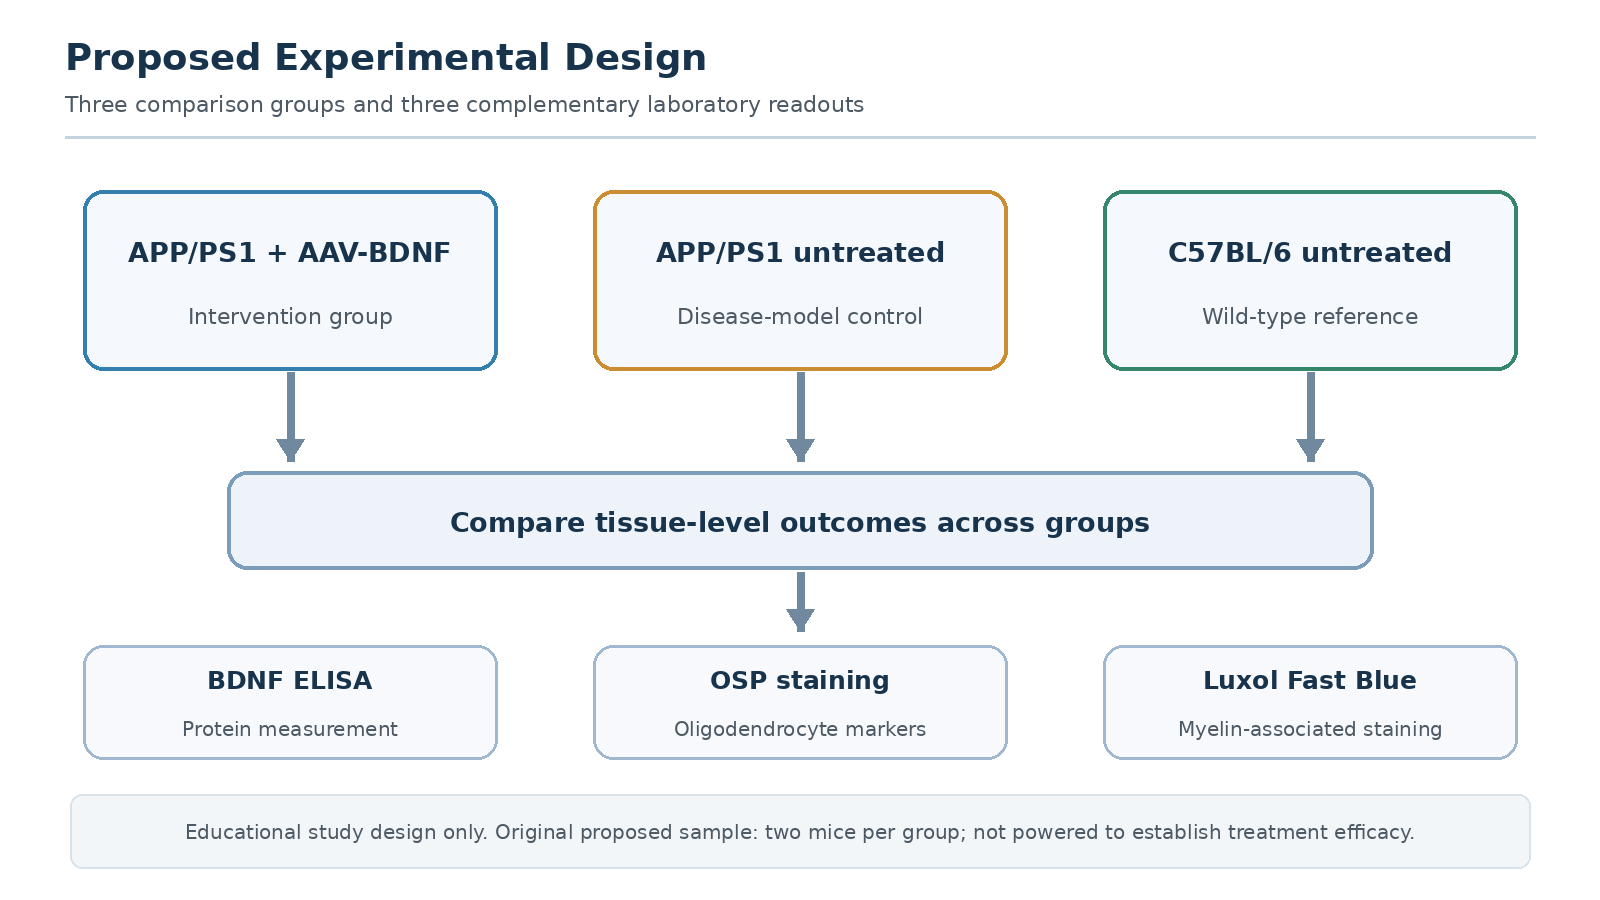 Proposed Experimental Design
Three comparison groups and three complementary laboratory readouts
APP/PS1 + AAV-BDNF
Intervention group
APP/PS1 untreated
Disease-model control
C57BL/6 untreated
Wild-type reference
Compare tissue-level outcomes across groups
BDNF ELISA
Protein measurement
OSP staining
Oligodendrocyte markers
Luxol Fast Blue
Myelin-associated staining
Educational study design only. Original proposed sample: two mice per group; not powered to establish treatment efficacy.